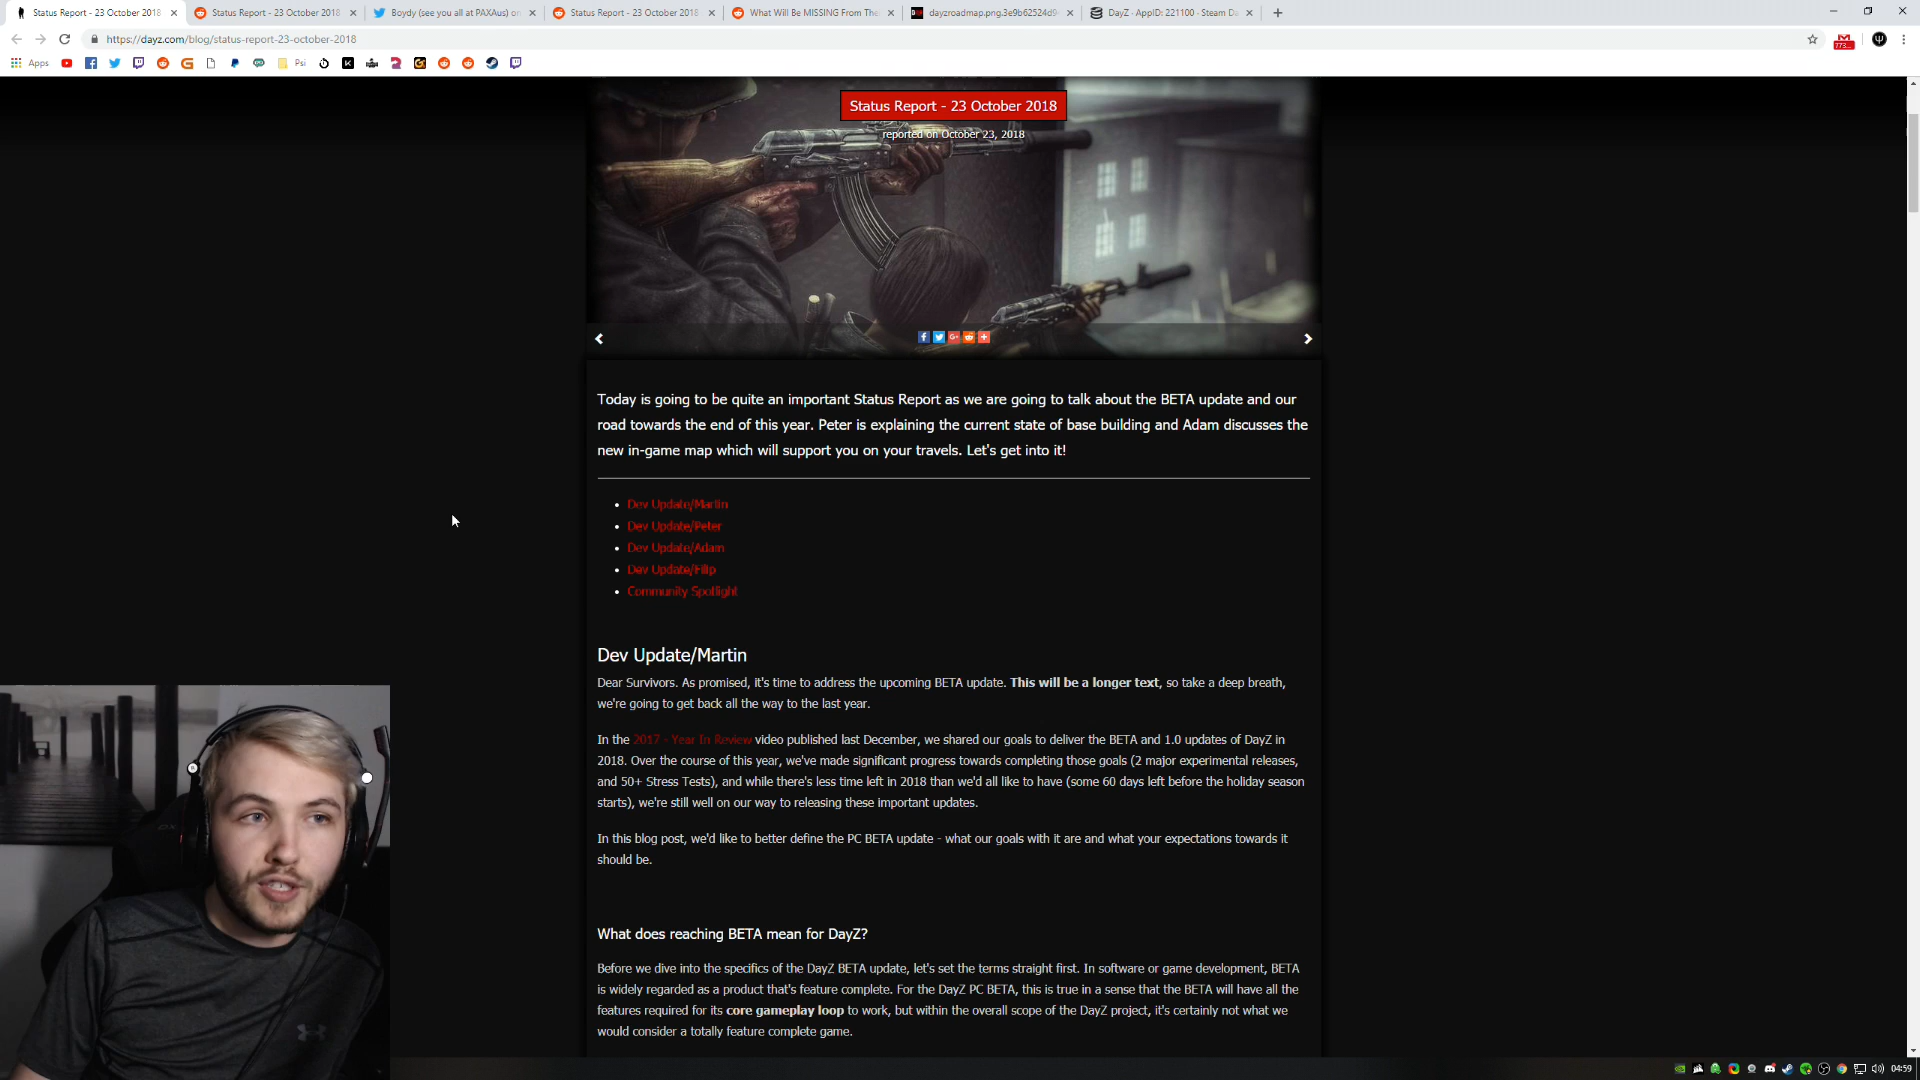 Status Report - 23 October 2018
Status Report - 23 October 2018
Boydy (see you all at PAXAus) on
Status Report - 23 October 2018
What Will Be MISSING From The
dayzroadmap.png.3e9b62524d9
DayZ - AppID: 221100 - Steam Da
https://dayz.com/blog/status-report-23-october-2018
Apps
Psi
773...
Status Report - 23 October 2018
reported on October 23, 2018
Today is going to be quite an important Status Report as we are going to talk about the BETA update and our
road towards the end of this year. Peter is explaining the current state of base building and Adam discusses the
new in-game map which will support you on your travels. Let's get into it!
Dev Update/Martin
Dev Update/Peter
Dev Update/Adam
Dev Update/Filip
Community Spotlight
Dev Update/Martin
Dear Survivors. As promised, it's time to address the upcoming BETA update. This will be a longer text, so take a deep breath,
we're going to get back all the way to the last year.
In the 2017 - Year In Review video published last December, we shared our goals to deliver the BETA and 1.0 updates of DayZ in
2018. Over the course of this year, we've made significant progress towards completing those goals (2 major experimental releases,
and 50+ Stress Tests), and while there's less time left in 2018 than we'd all like to have (some 60 days left before the holiday season
starts), we're still well on our way to releasing these important updates.
In this blog post, we'd like to better define the PC BETA update - what our goals with it are and what your expectations towards it
should be.
What does reaching BETA mean for DayZ?
Before we dive into the specifics of the DayZ BETA update, let's set the terms straight first. In software or game development, BETA
is widely regarded as a product that's feature complete. For the DayZ PC BETA, this is true in a sense that the BETA will have all the
features required for its core gameplay loop to work, but within the overall scope of the DayZ project, it's certainly not what we
would consider a totally feature complete game.
04:59